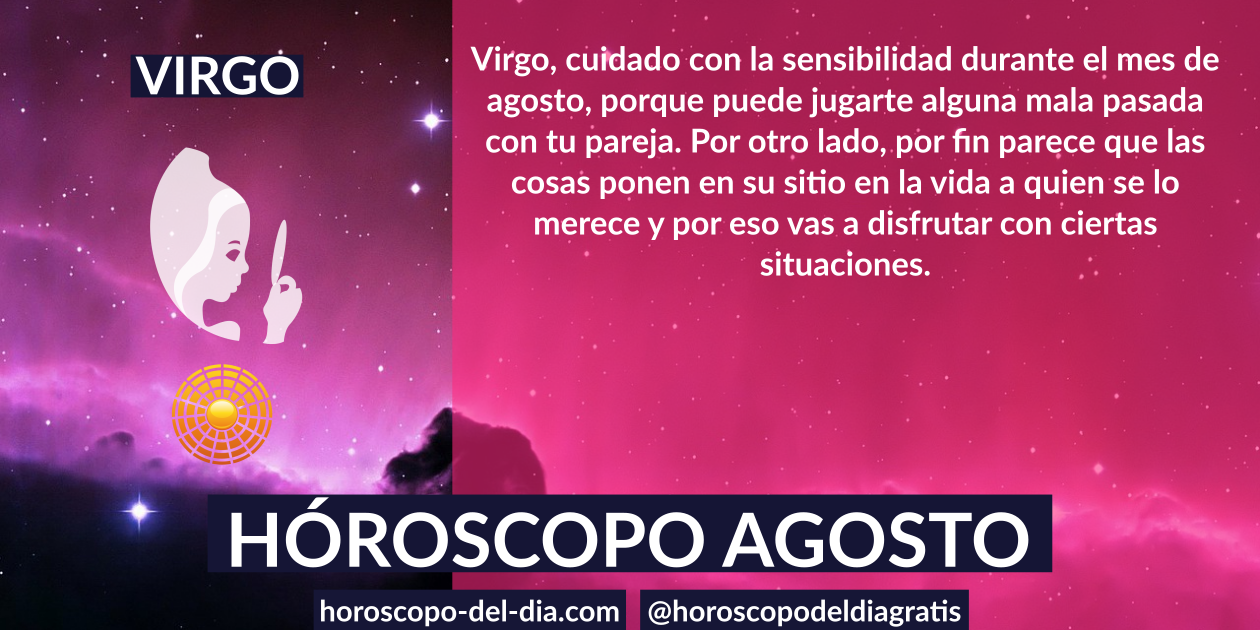 VIRGO
Virgo, cuidado con la sensibilidad durante el mes de
agosto, porque puede jugarte alguna mala pasada
con tu pareja. Por otro lado, por fin parece que las
cosas ponen en su sitio en la vida a quien se lo
merece y por eso vas a disfrutar con ciertas
situaciones.
HÓROSCOPO AGOSTO
horoscopo-del-dia.com
@horoscopodeldiagratis